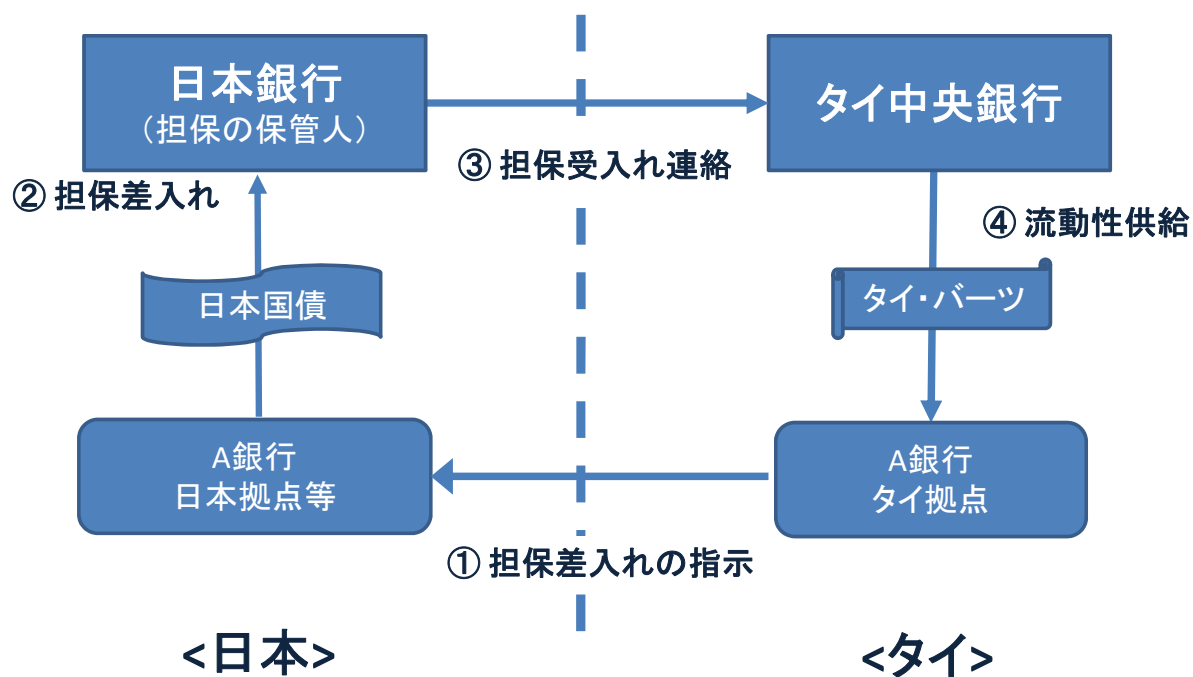 日本銀行
（担保の保管人）
タイ中央銀行
③ 担保受入れ連絡
② 担保差入れ
④ 流動性供給
日本国債
タイ・バーツ
A銀行
日本拠点等
A銀行
タイ拠点
① 担保差入れの指示
<日本>
<タイ>